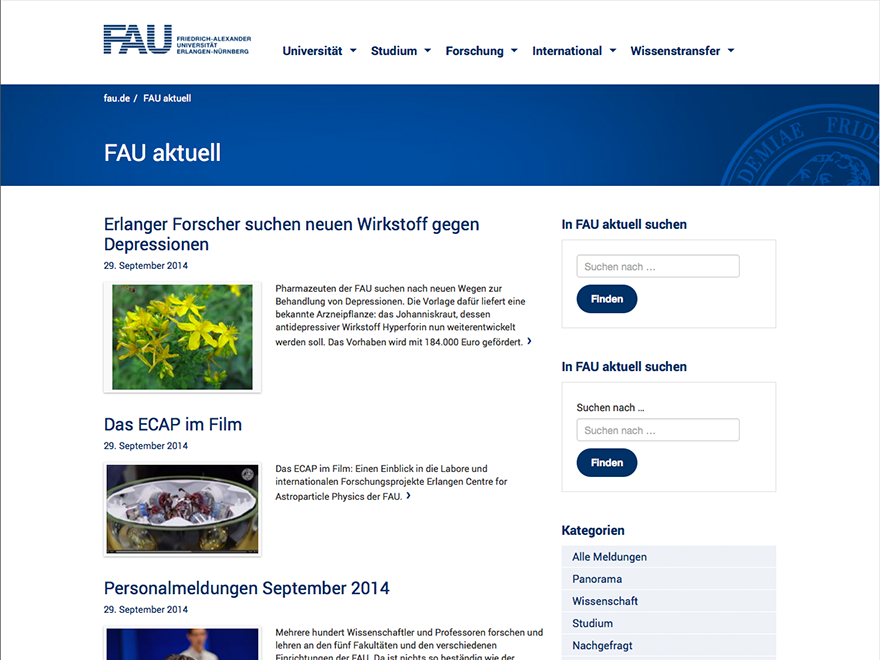 FAU
FRIEDRICH-ALEXANDER
UNIVERSITÄT
ERLANGEN-NÜRNBERG
Universität Studium Forschung International Wissenstransfer
fau.de / FAU aktuell
FAU aktuell
DEMIAE FRIDE
Erlanger Forscher suchen neuen Wirkstoff gegen
Depressionen
29. September 2014
Pharmazeuten der FAU suchen nach neuen Wegen zur
Behandlung von Depressionen. Die Vorlage dafür liefert eine
bekannte Arzneipflanze: das Johanniskraut, dessen
antidepressiver Wirkstoff Hyperforin nun weiterentwickelt
werden soll. Das Vorhaben wird mit 184.000 Euro gefördert. ›
Das ECAP im Film
29. September 2014
Das ECAP im Film: Einen Einblick in die Labore und
internationalen Forschungsprojekte Erlangen Centre for
Astroparticle Physics der FAU. ›
Personalmeldungen September 2014
29. September 2014
Mehrere hundert Wissenschaftler und Professoren forschen und
lehren an den fünf Fakultäten und den verschiedenen
Einrichtungen der FAU. Da ist nichts so beständig wie der
In FAU aktuell suchen
Suchen nach …
Finden
In FAU aktuell suchen
Suchen nach …
Suchen nach …
Finden
Kategorien
Alle Meldungen
Panorama
Wissenschaft
Studium
Nachgefragt